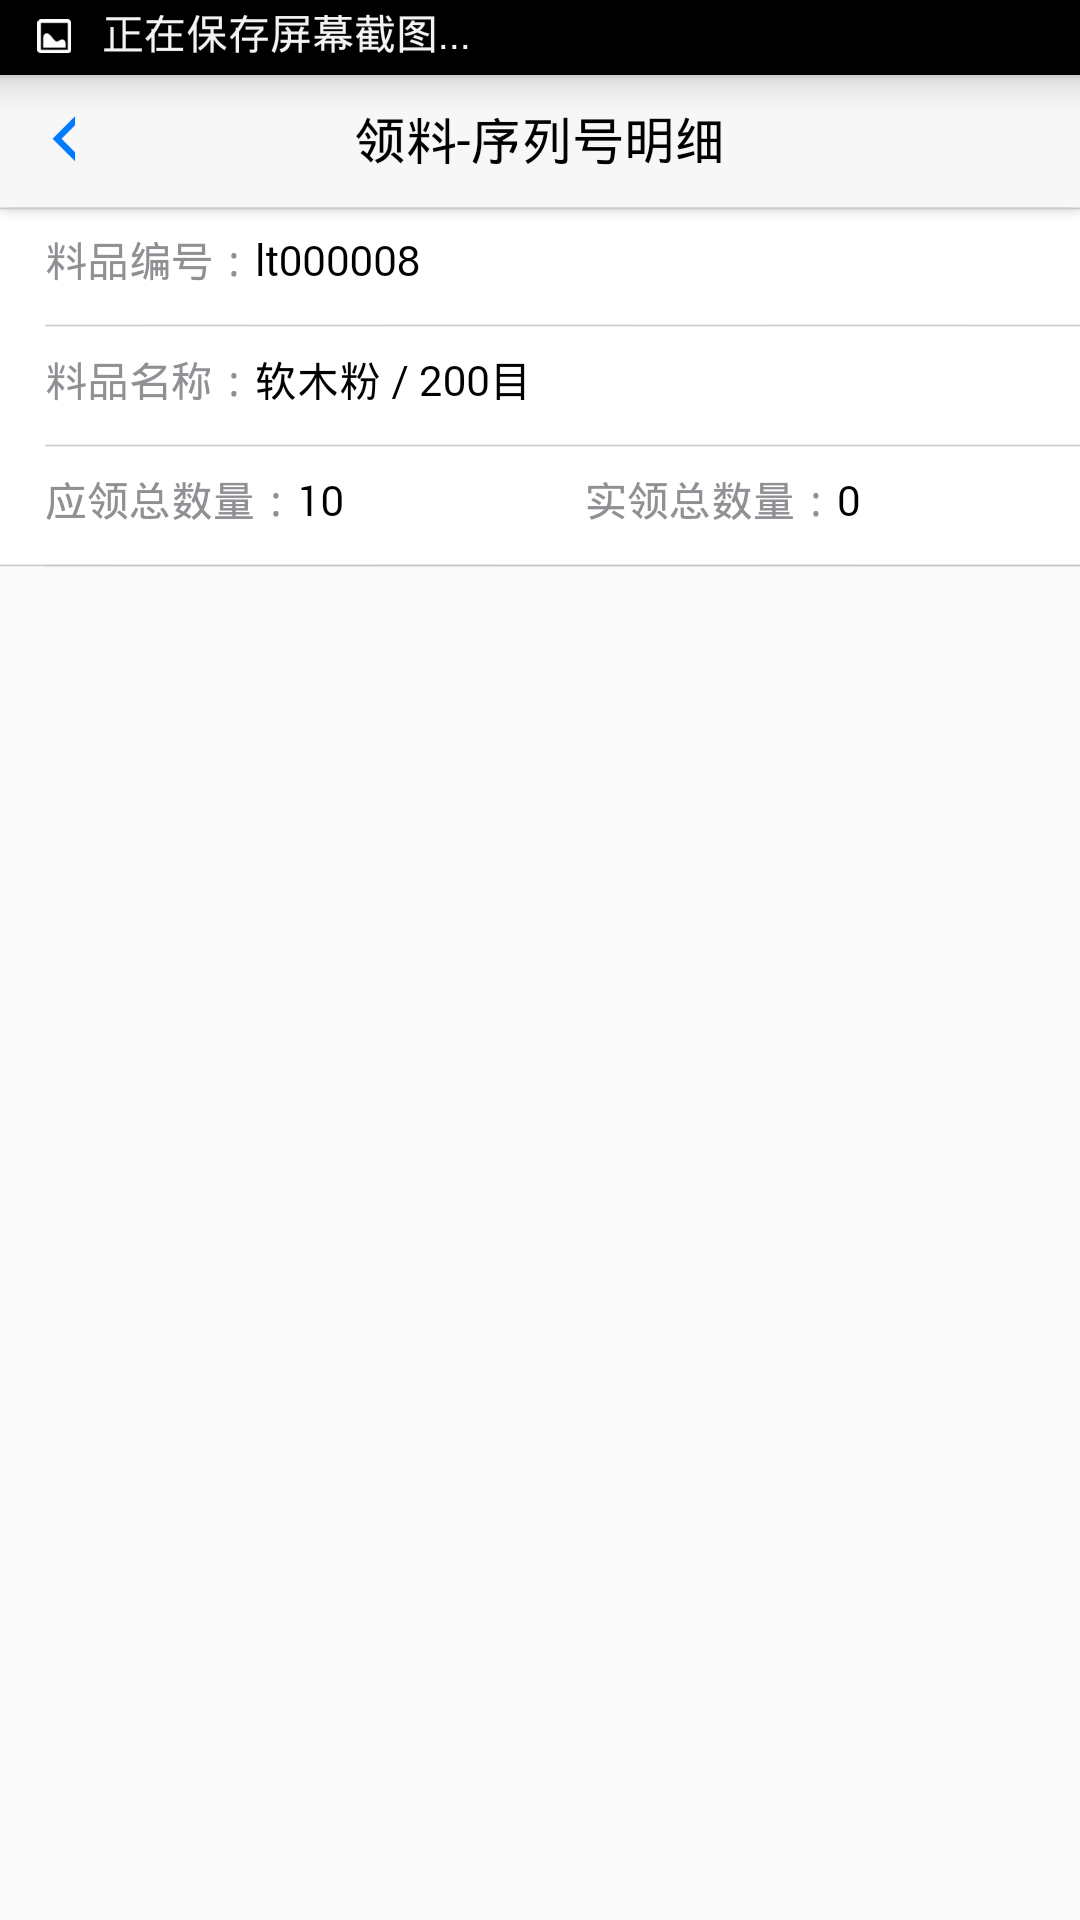 正在保存屏幕截图...
领料-序列号明细
料品编号：lt000008
料品名称：软木粉 / 200目
应领总数量：10 实领总数量：0